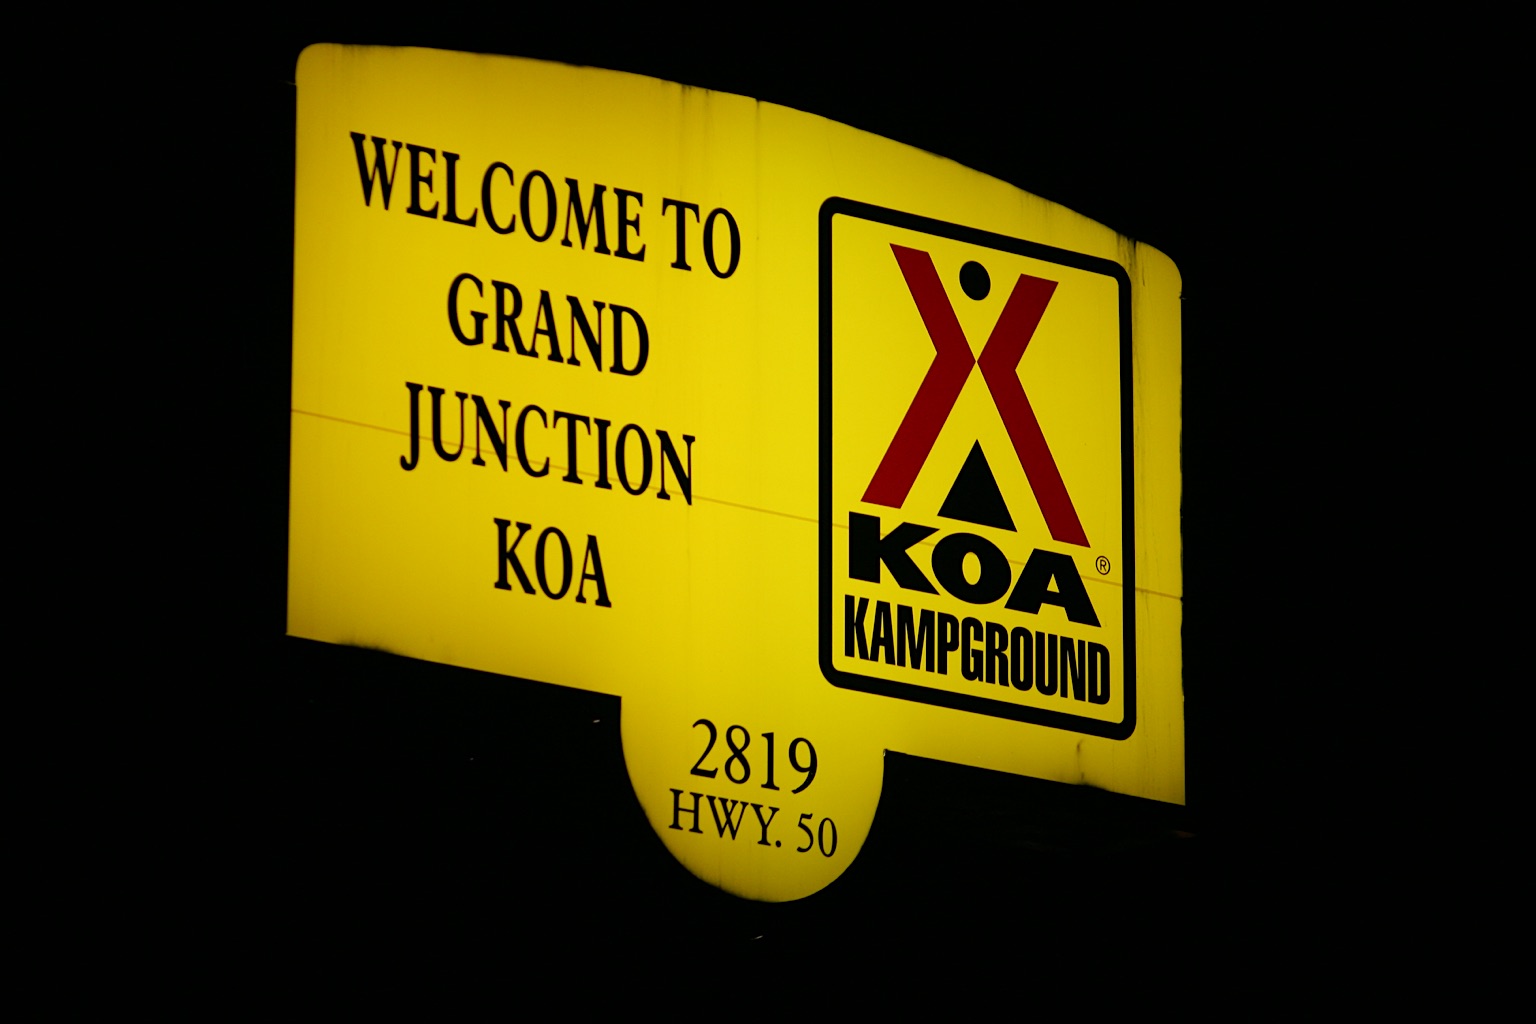 WELCOME TO
GRAND
JUNCTION
KOA
KOA®
KAMPGROUND
2819
HWY. 50